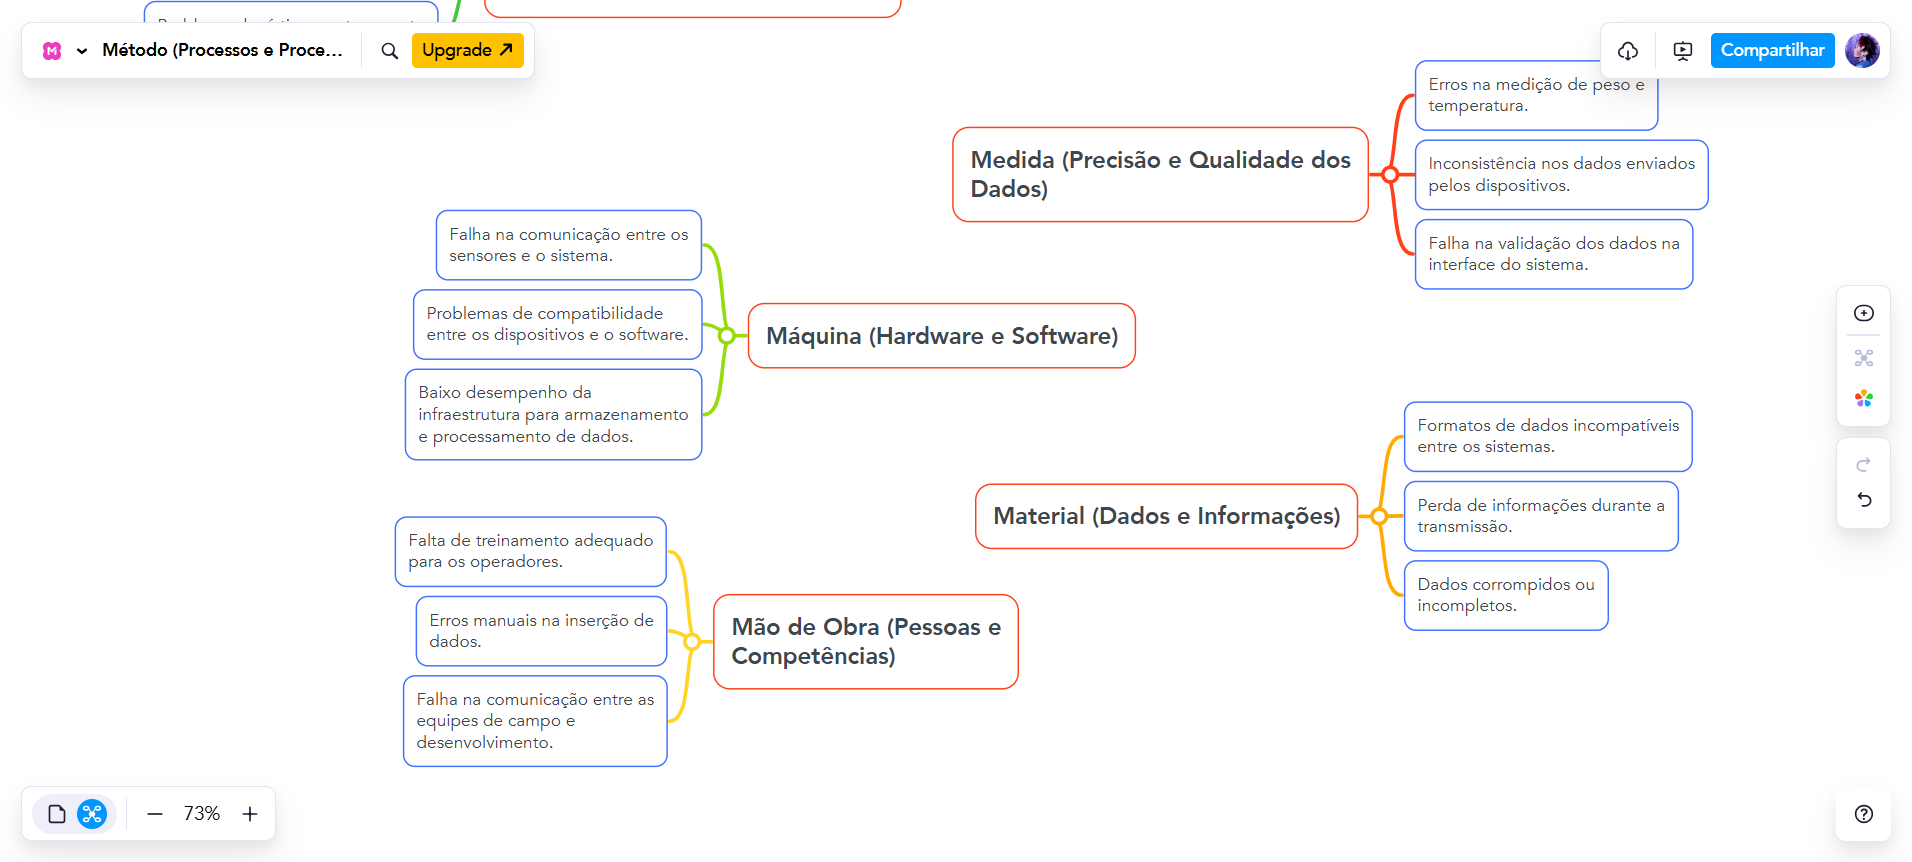 Método (Processos e Proce...
Upgrade
Compartilhar
Erros na medição de peso e
temperatura.
Medida (Precisão e Qualidade dos
Dados)
Inconsistência nos dados enviados
pelos dispositivos.
Falha na validação dos dados na
interface do sistema.
Falha na comunicação entre os
sensores e o sistema.
Problemas de compatibilidade
entre os dispositivos e o software.
Máquina (Hardware e Software)
Baixo desempenho da
infraestrutura para armazenamento
e processamento de dados.
Formatos de dados incompatíveis
entre os sistemas.
Material (Dados e Informações)
Perda de informações durante a
transmissão.
Dados corrompidos ou
incompletos.
Falta de treinamento adequado
para os operadores.
Erros manuais na inserção de
dados.
Mão de Obra (Pessoas e
Competências)
Falha na comunicação entre as
equipes de campo e
desenvolvimento.
73%